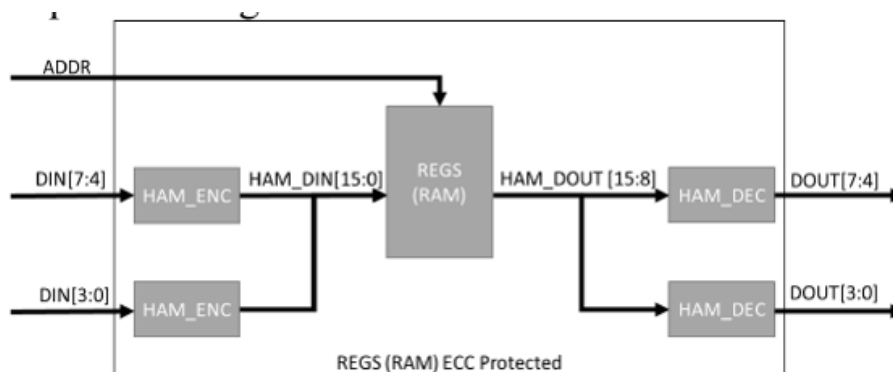 ADDR
DIN[7:4]
HAM_ENC
HAM_DIN[15:0]
REGS
(RAM)
HAM_DOUT [15:8]
HAM_DEC
DOUT[7:4]
DIN[3:0]
HAM_ENC
HAM_DEC
DOUT[3:0]
REGS (RAM) ECC Protected